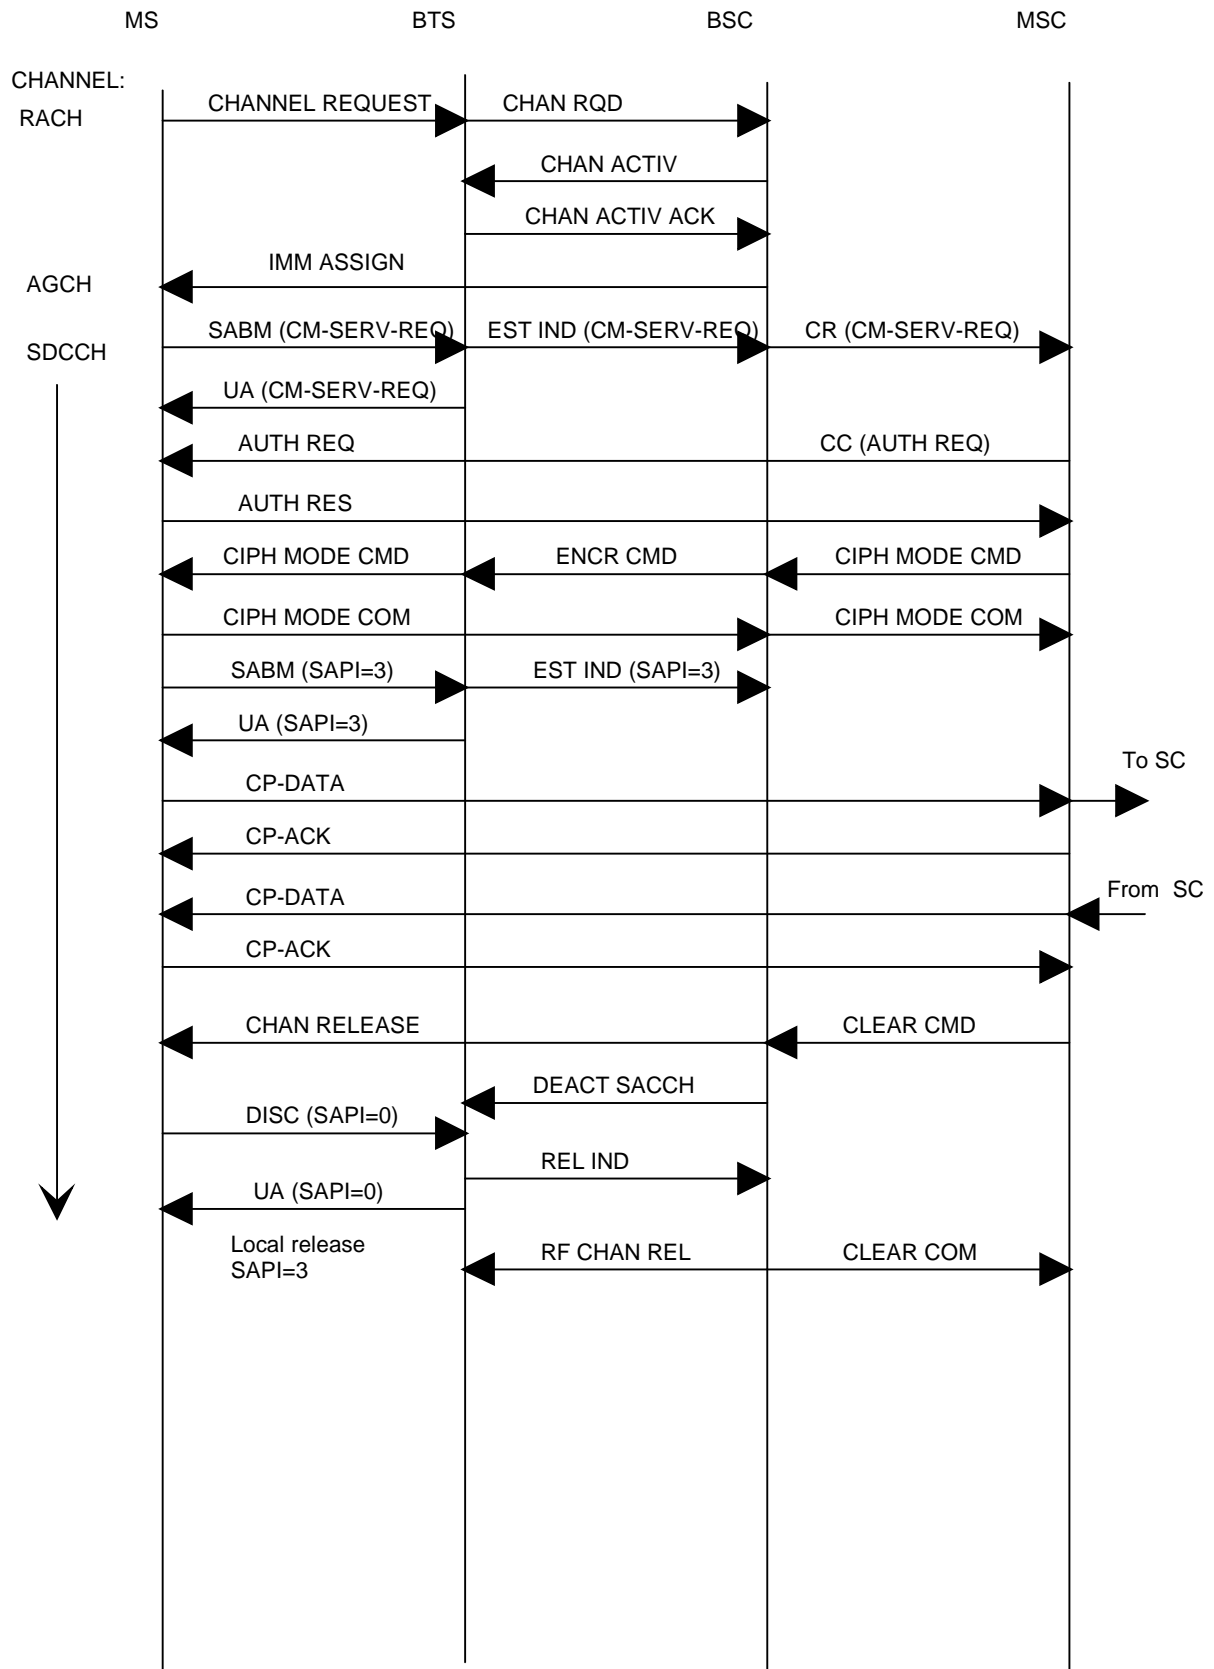 MS BTS BSC MSC
CHANNEL:
RACH CHANNEL REQUEST CHAN RQD
CHAN ACTIV
CHAN ACTIV ACK
IMM ASSIGN
AGCH
SABM (CM-SERV-REQ) EST IND (CM-SERV-REQ) CR (CM-SERV-REQ)
SDCCH
UA (CM-SERV-REQ)
AUTH REQ CC (AUTH REQ)
AUTH RES
CIPH MODE CMD ENCR CMD CIPH MODE CMD
CIPH MODE COM CIPH MODE COM
SABM (SAPI=3) EST IND (SAPI=3)
UA (SAPI=3)
To SC
CP-DATA
CP-ACK
From SC
CP-DATA
CP-ACK
CHAN RELEASE CLEAR CMD
DEACT SACCH
DISC (SAPI=0)
REL IND
UA (SAPI=0)
Local release
SAPI=3
RF CHAN REL CLEAR COM